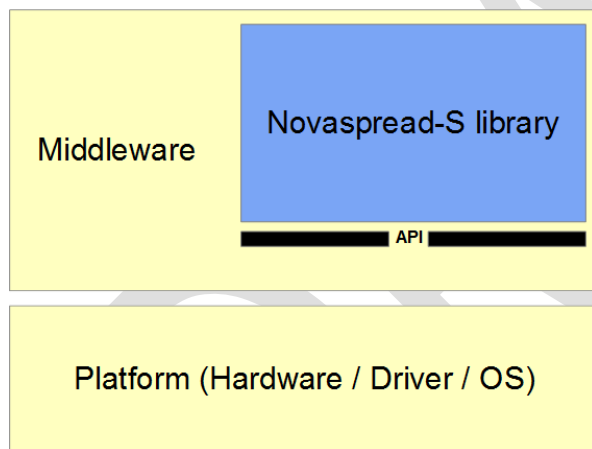 Novaspread-S library
Middleware
API
Platform (Hardware / Driver / OS)